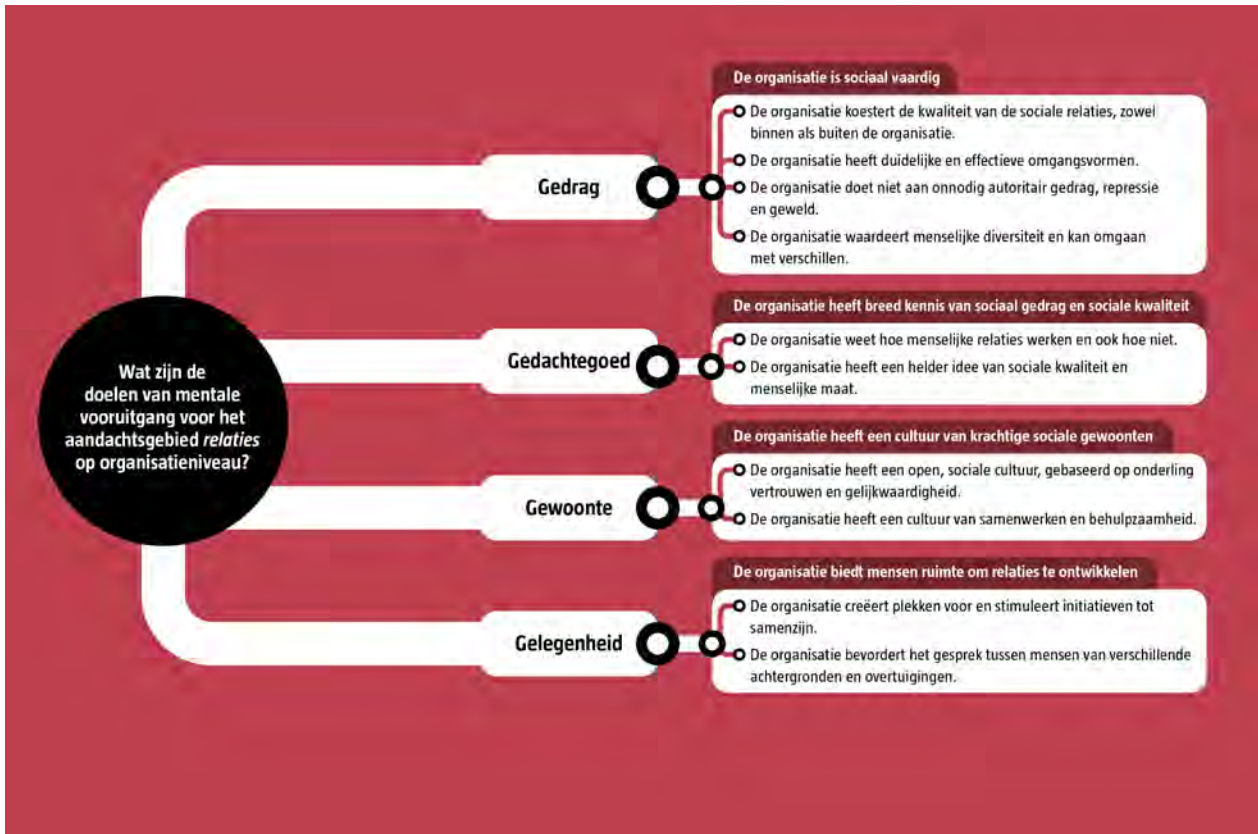 Wat zijn de
doelen van mentale
vooruitgang voor het
aandachtsgebied relaties
op organisatieniveau?
Gedrag
De organisatie is sociaal vaardig
De organisatie koestert de kwaliteit van de sociale relaties, zowel
binnen als buiten de organisatie.
De organisatie heeft duidelijke en effectieve omgangsvormen.
De organisatie doet niet aan onnodig autoritair gedrag, repressie
en geweld.
De organisatie waardeert menselijke diversiteit en kan omgaan
met verschillen.
Gedachtegoed
De organisatie heeft breed kennis van sociaal gedrag en sociale kwaliteit
De organisatie weet hoe menselijke relaties werken en ook hoe niet.
De organisatie heeft een helder idee van sociale kwaliteit en
menselijke maat.
Gewoonte
De organisatie heeft een cultuur van krachtige sociale gewoonten
De organisatie heeft een open, sociale cultuur, gebaseerd op onderling
vertrouwen en gelijkwaardigheid.
De organisatie heeft een cultuur van samenwerken en behulpzaamheid.
Gelegenheid
De organisatie biedt mensen ruimte om relaties te ontwikkelen
De organisatie creëert plekken voor en stimuleert initiatieven tot
samenzijn.
De organisatie bevordert het gesprek tussen mensen van verschillende
achtergronden en overtuigingen.